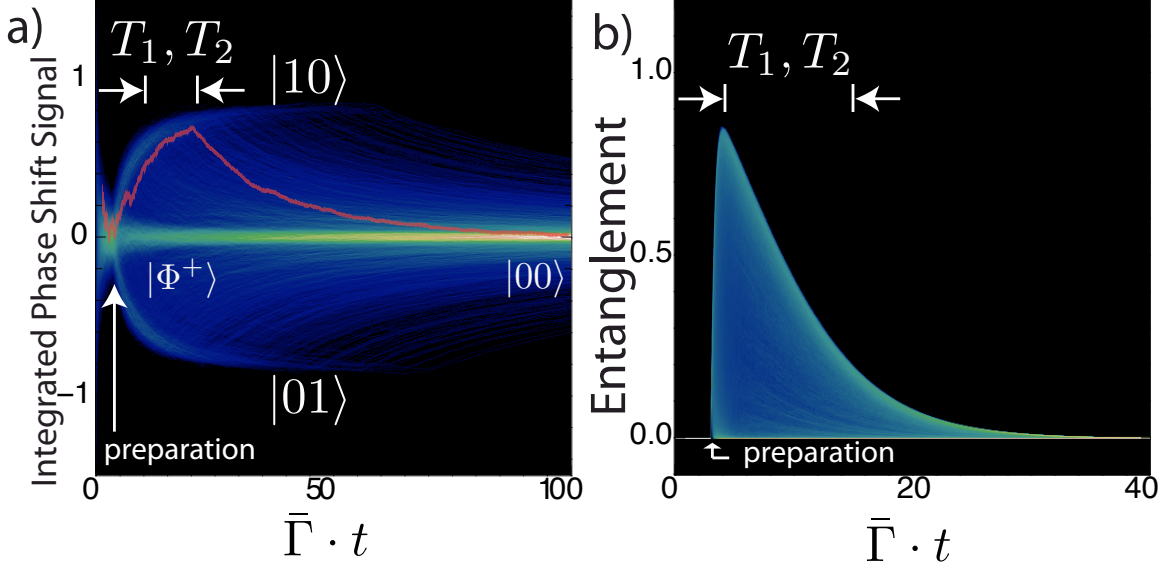 a)
Integrated Phase Shift Signal
1
0
−1
T₁, T₂
|10⟩
|Φ⁺⟩
|00⟩
|01⟩
preparation
0
50
100
Γ̄ · t
b)
Entanglement
1.0
0.5
0.0
T₁, T₂
preparation
0
20
40
Γ̄ · t